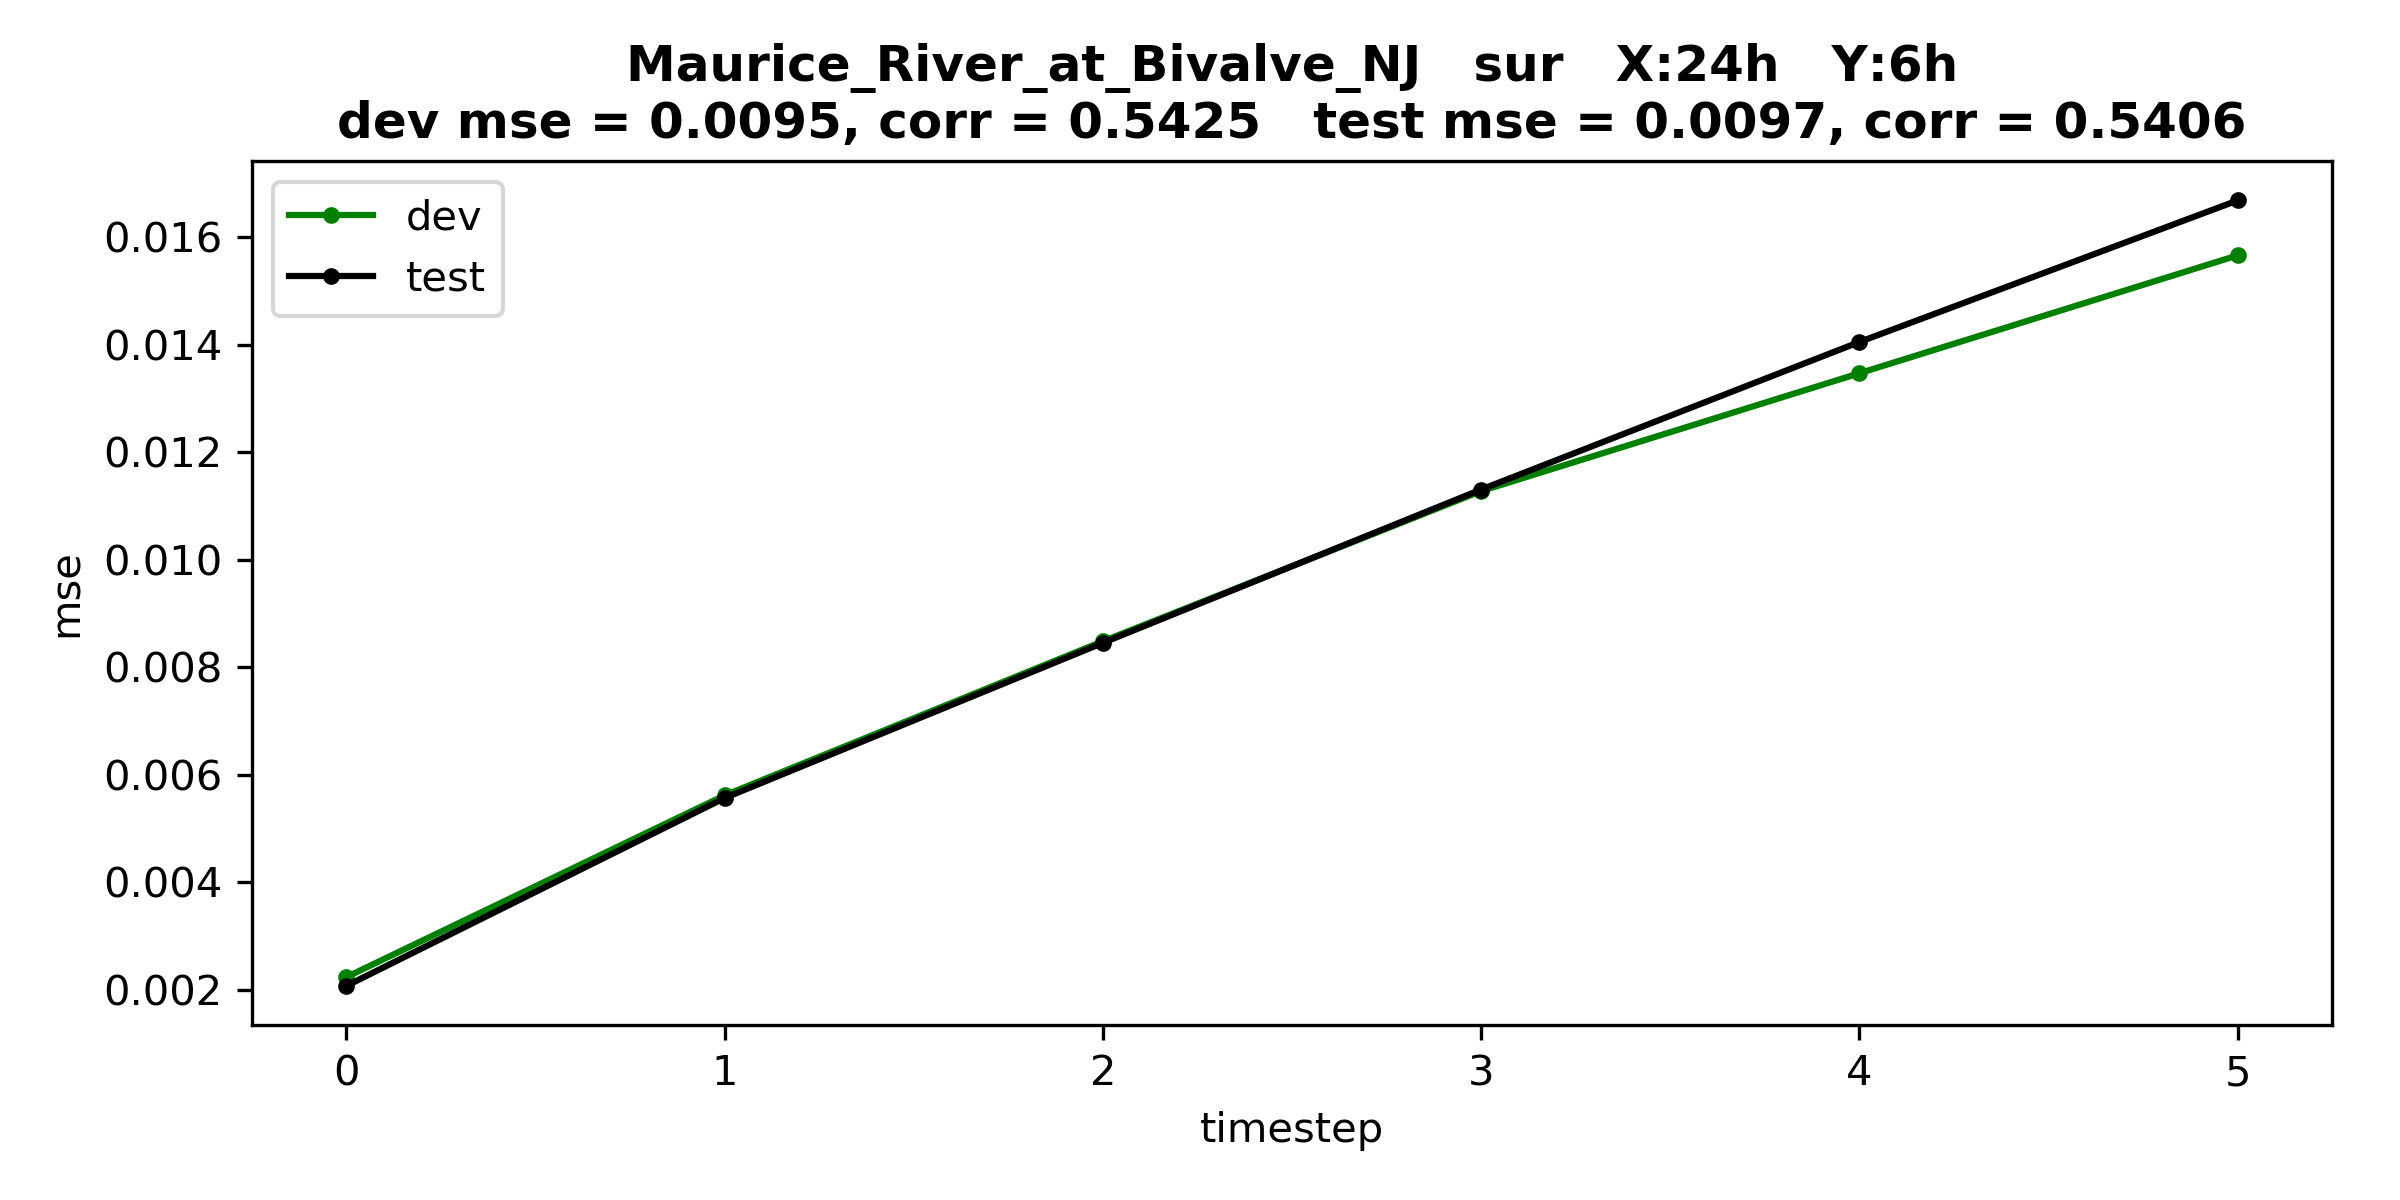 Maurice_River_at_Bivalve_NJ   sur   X:24h   Y:6h
dev mse = 0.0095, corr = 0.5425   test mse = 0.0097, corr = 0.5406
dev
test
0.016
0.014
0.012
0.010
0.008
0.006
0.004
0.002
mse
0 1 2 3 4 5
timestep